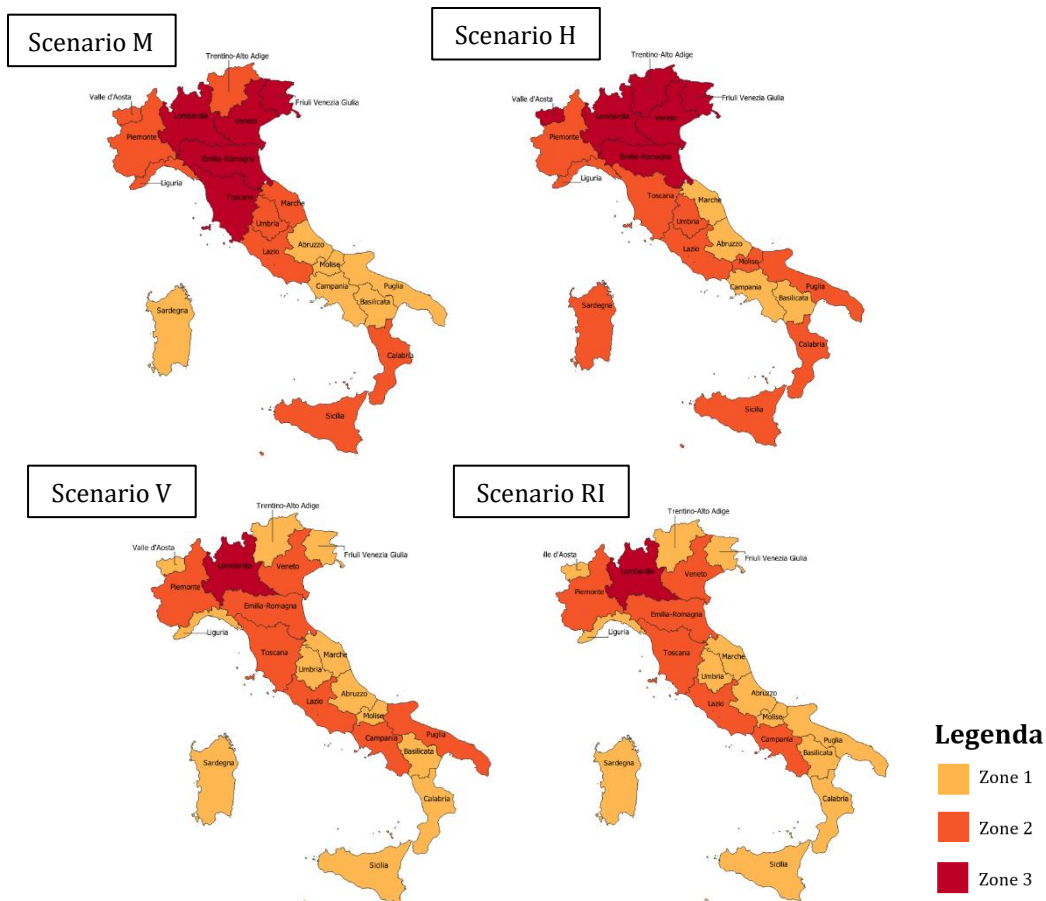 Scenario M
Trentino-Alto Adige
Valle d'Aosta
Friuli Venezia Giulia
Lombardia
Veneto
Piemonte
Emilia-Romagna
Liguria
Toscana
Marche
Umbria
Abruzzo
Lazio
Molise
Campania
Puglia
Basilicata
Sardegna
Calabria
Sicilia
Scenario H
Trentino-Alto Adige
Valle d'Aosta
Friuli Venezia Giulia
Lombardia
Veneto
Piemonte
Emilia-Romagna
Liguria
Toscana
Marche
Umbria
Abruzzo
Lazio
Molise
Campania
Puglia
Basilicata
Sardegna
Calabria
Sicilia
Scenario V
Trentino-Alto Adige
Valle d'Aosta
Friuli Venezia Giulia
Lombardia
Veneto
Piemonte
Emilia-Romagna
Liguria
Toscana
Marche
Umbria
Abruzzo
Lazio
Molise
Campania
Puglia
Basilicata
Sardegna
Calabria
Sicilia
Scenario RI
Trentino-Alto Adige
lle d'Aosta
Friuli Venezia Giulia
Lombardia
Veneto
Piemonte
Emilia-Romagna
Liguria
Toscana
Marche
Umbria
Abruzzo
Lazio
Molise
Campania
Puglia
Basilicata
Sardegna
Calabria
Sicilia
Legenda
Zone 1
Zone 2
Zone 3